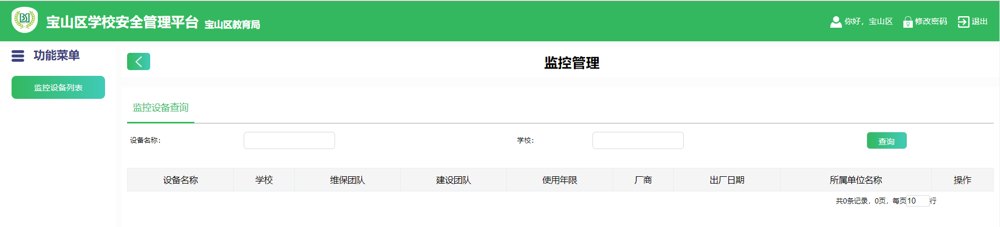 BSJ
宝山区学校安全管理平台 宝山区教育局
你好，宝山区 修改密码 退出
功能菜单
监控管理
监控设备列表
监控设备查询
设备名称： 学校： 查询
设备名称 学校 维保团队 建设团队 使用年限 厂商 出厂日期 所属单位名称 操作
共0条记录，0页，每页10行